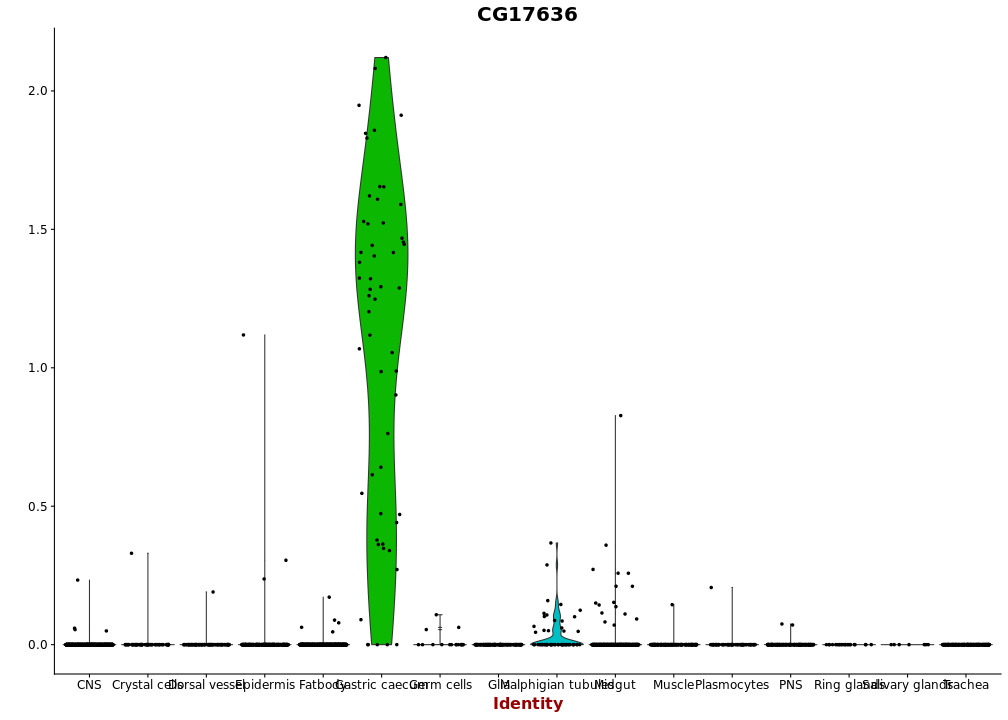 CG17636
2.0
1.5
1.0
0.5
0.0
CNS Crystal cells Dorsal vessel Epidermis Fatbody Gastric caecum Germ cells Glia Malphigian tubules Midgut Muscle Plasmocytes PNS Ring glands Salivary glands Trachea
Identity